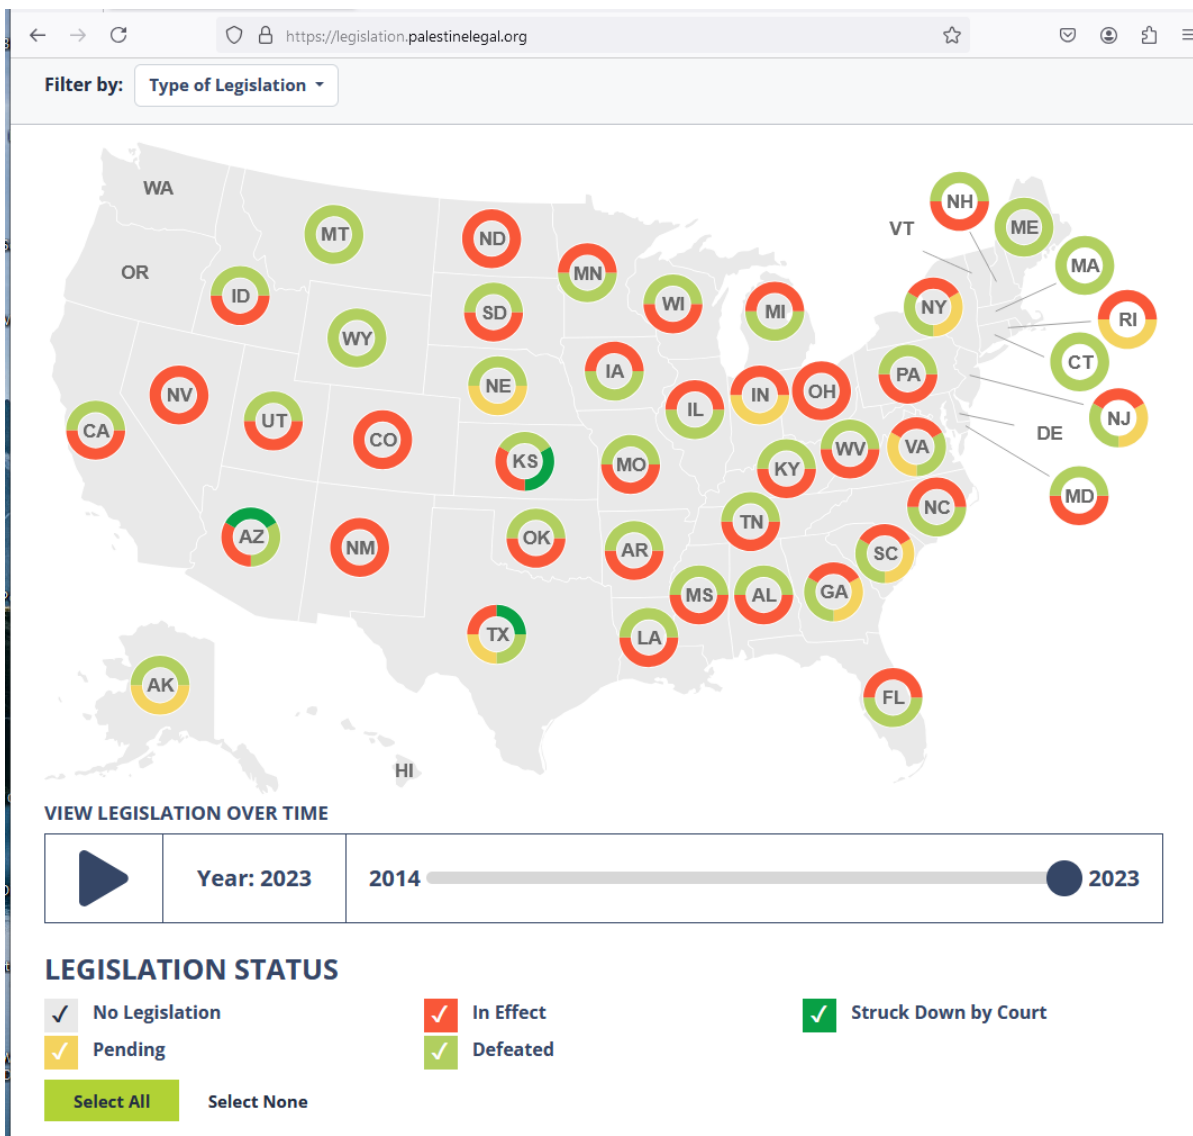 https://legislation.palestinelegal.org
Filter by: Type of Legislation
WA
NH
VT
ME
MT
ND
MA
OR
MN
ID
WI
NY
SD
MI
RI
WY
CT
IA
PA
NE
NV
IN
OH
IL
NJ
UT
CA
DE
CO
VA
WV
KS
MO
KY
MD
NC
TN
AZ
OK
NM
AR
SC
GA
MS
AL
TX
LA
AK
FL
HI
VIEW LEGISLATION OVER TIME
Year: 2023 2014 2023
LEGISLATION STATUS
No Legislation In Effect Struck Down by Court
Pending Defeated
Select All Select None